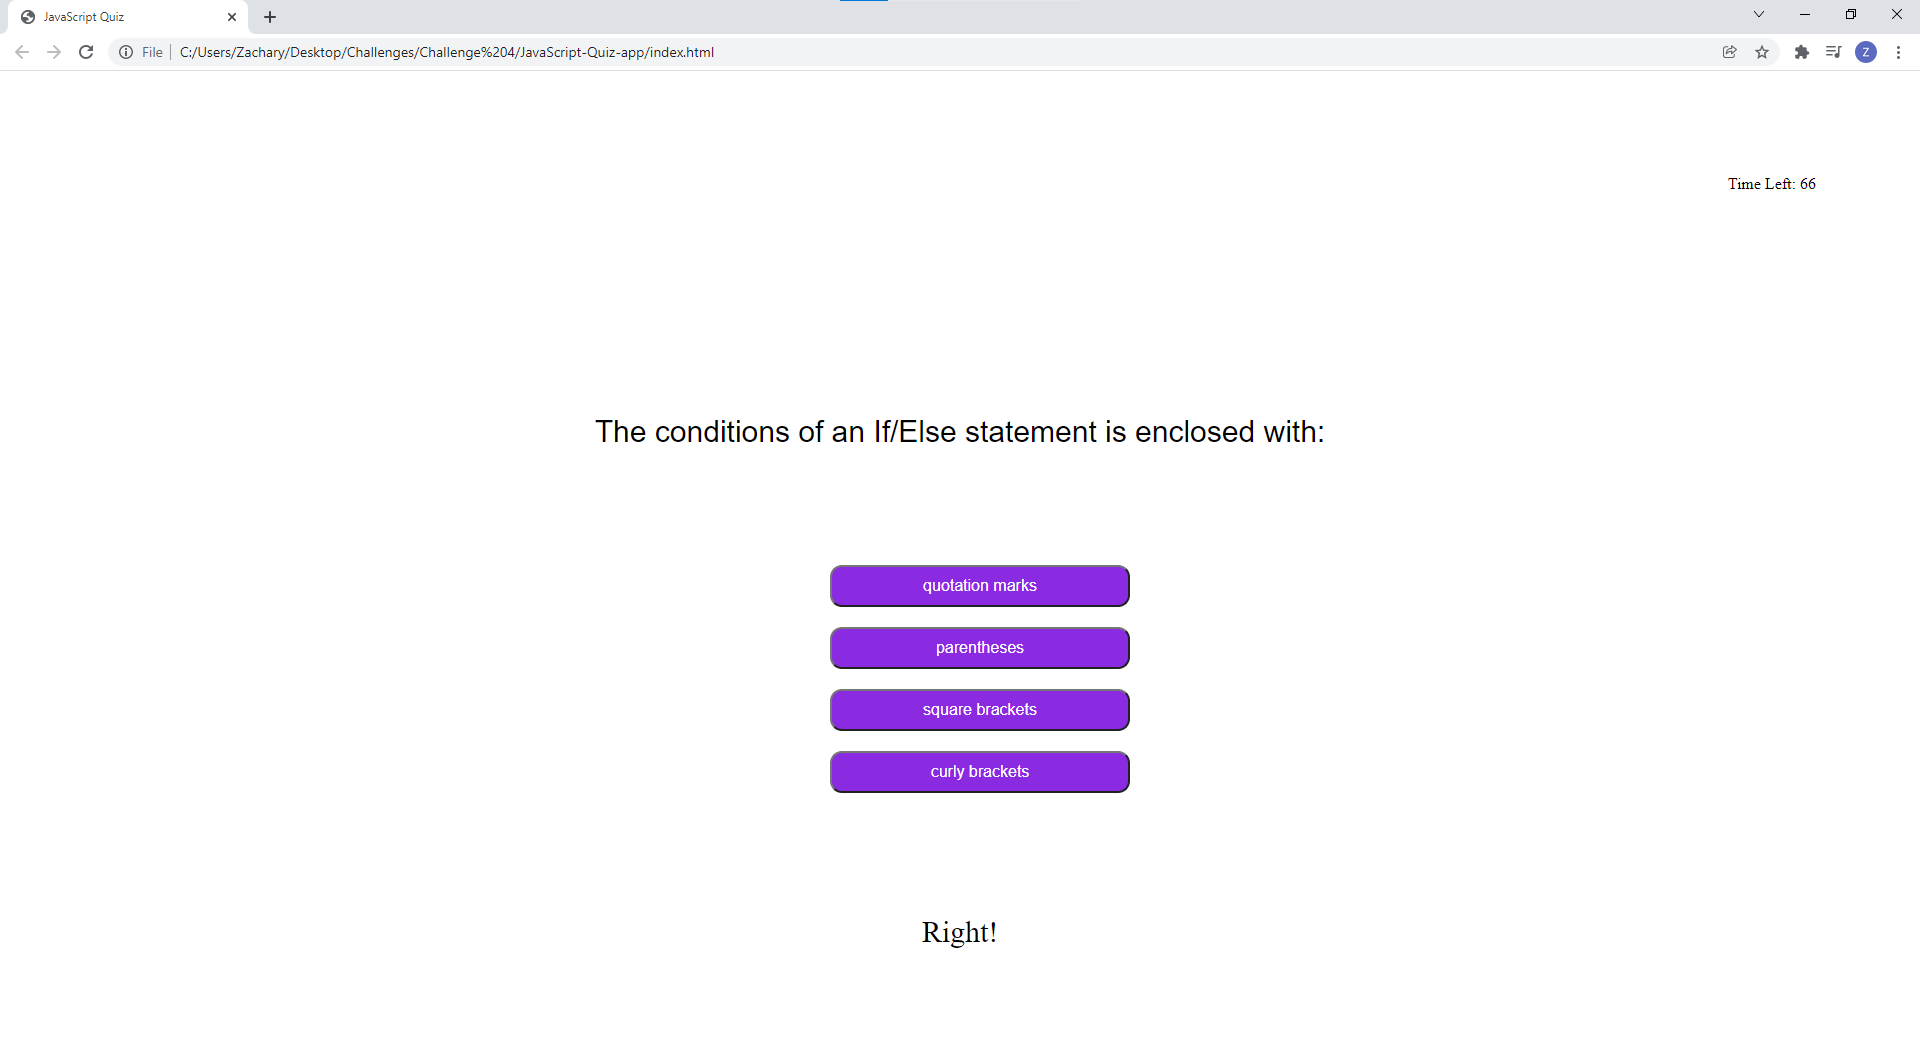 JavaScript Quiz
File C:/Users/Zachary/Desktop/Challenges/Challenge%204/JavaScript-Quiz-app/index.html
Z
Time Left: 66
The conditions of an If/Else statement is enclosed with:
quotation marks
parentheses
square brackets
curly brackets
Right!